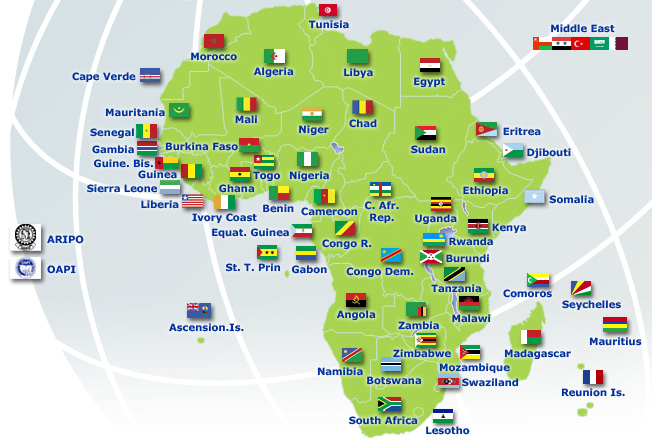 Tunisia
Middle East
Morocco
Algeria
Libya
Egypt
Cape Verde
Mauritania
Mali
Niger
Chad
Sudan
Eritrea
Djibouti
Senegal
Gambia
Guine. Bis.
Guinea
Sierra Leone
Liberia
Burkina Faso
Togo
Ghana
Ivory Coast
Benin
Nigeria
Cameroon
C. Afr.
Rep.
Ethiopia
Somalia
Uganda
Kenya
Equat. Guinea
Congo R.
Rwanda
Burundi
ARIPO
OAPI
St. T. Prin
Gabon
Congo Dem.
Tanzania
Comoros
Seychelles
Ascension.Is.
Angola
Zambia
Malawi
Mauritius
Zimbabwe
Madagascar
Namibia
Botswana
Mozambique
Swaziland
Reunion Is.
South Africa
Lesotho